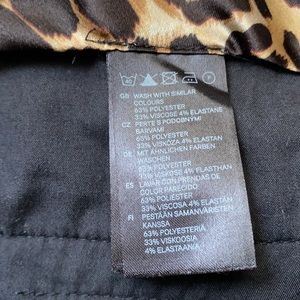 40
GB WASH WITH SIMILAR
COLOURS
63% POLYESTER
33% VISCOSE 4% ELASTANE
CZ PERTE S PODOBNÝMI
BARVAMI
63% POLYESTER
33% VISKÓZA 4% ELASTAN
DE MIT ÄHNLICHEN FARBEN
WASCHEN
63% POLYESTER
33% VISKOSE 4% ELASTHAN
ES LAVAR CON PRENDAS
DE COLOR PARECIDO
63% POLIÉSTER
33% VISCOSA 4% ELASTANO
FI PESTÄÄN SAMANVÄRISTEN
KANSSA
63% POLYESTERIÄ
33% VISKOOSIA
4% ELASTAANIA